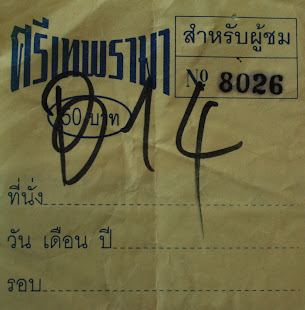 ศรีเทพรามา
สำหรับผู้ชม
Nº 8026
50 บาท
D14
ที่นั่ง
วัน เดือน ปี
รอบ